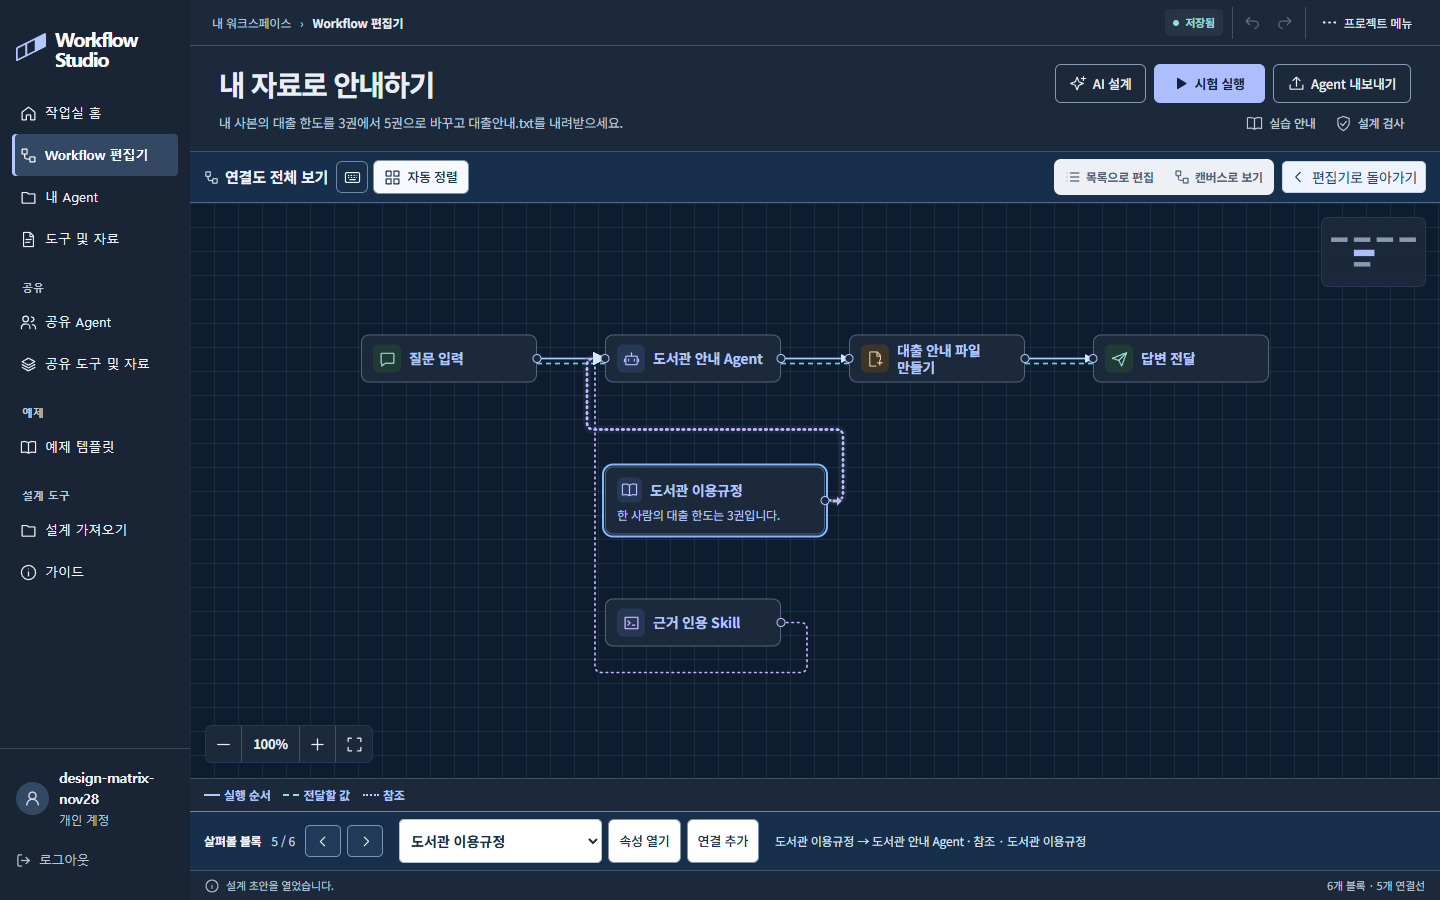 Workflow
Studio
작업실 홈
Workflow 편집기
내 Agent
도구 및 자료
공유
공유 Agent
공유 도구 및 자료
예제
예제 템플릿
설계 도구
설계 가져오기
가이드
design-matrix-
nov28
개인 계정
로그아웃
내 워크스페이스 › Workflow 편집기
저장됨
프로젝트 메뉴
내 자료로 안내하기
내 사본의 대출 한도를 3권에서 5권으로 바꾸고 대출안내.txt를 내려받으세요.
AI 설계
시험 실행
Agent 내보내기
실습 안내
설계 검사
연결도 전체 보기
자동 정렬
목록으로 편집
캔버스로 보기
편집기로 돌아가기
질문 입력
도서관 안내 Agent
대출 안내 파일
만들기
답변 전달
도서관 이용규정
한 사람의 대출 한도는 3권입니다.
근거 인용 Skill
100%
실행 순서
전달할 값
참조
살펴볼 블록
5 / 6
도서관 이용규정
속성 열기
연결 추가
도서관 이용규정 → 도서관 안내 Agent · 참조 · 도서관 이용규정
설계 초안을 열었습니다.
6개 블록 · 5개 연결선